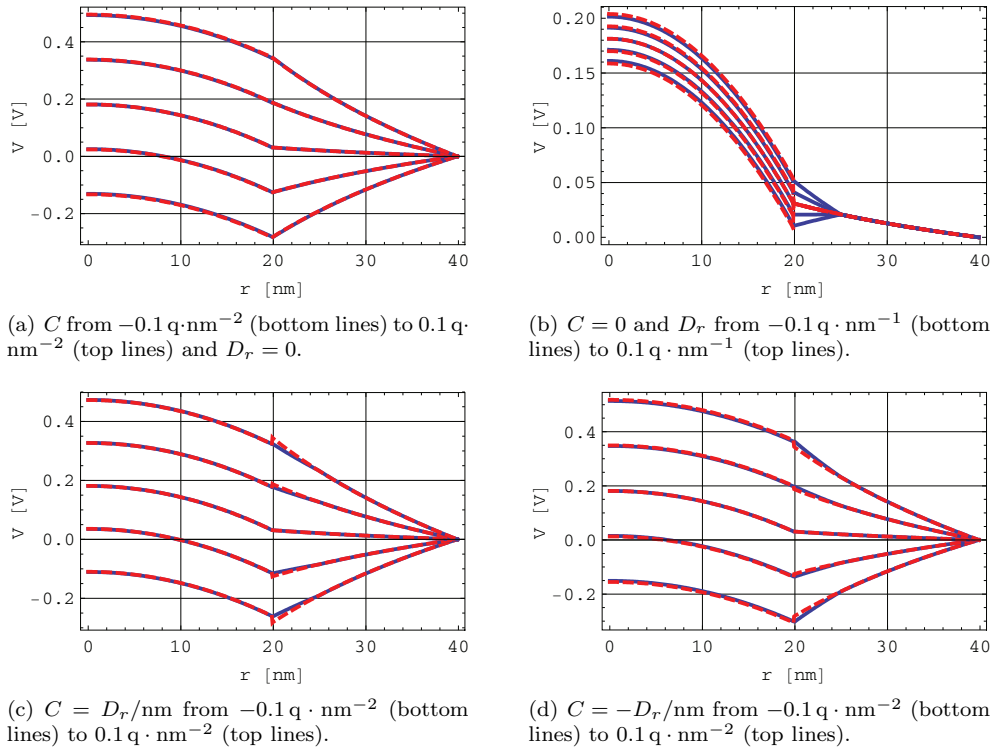 0.4
0.2
0.0
-0.2
V [V]
0 10 20 30 40
r [nm]
(a) C from −0.1 q·nm−2 (bottom lines) to 0.1 q·
nm−2 (top lines) and Dr = 0.
0.20
0.15
0.10
0.05
0.00
V [V]
0 10 20 30 40
r [nm]
(b) C = 0 and Dr from −0.1 q · nm−1 (bottom
lines) to 0.1 q · nm−1 (top lines).
0.4
0.2
0.0
-0.2
V [V]
0 10 20 30 40
r [nm]
(c) C = Dr/nm from −0.1 q · nm−2 (bottom
lines) to 0.1 q · nm−2 (top lines).
0.4
0.2
0.0
-0.2
V [V]
0 10 20 30 40
r [nm]
(d) C = −Dr/nm from −0.1 q · nm−2 (bottom
lines) to 0.1 q · nm−2 (top lines).